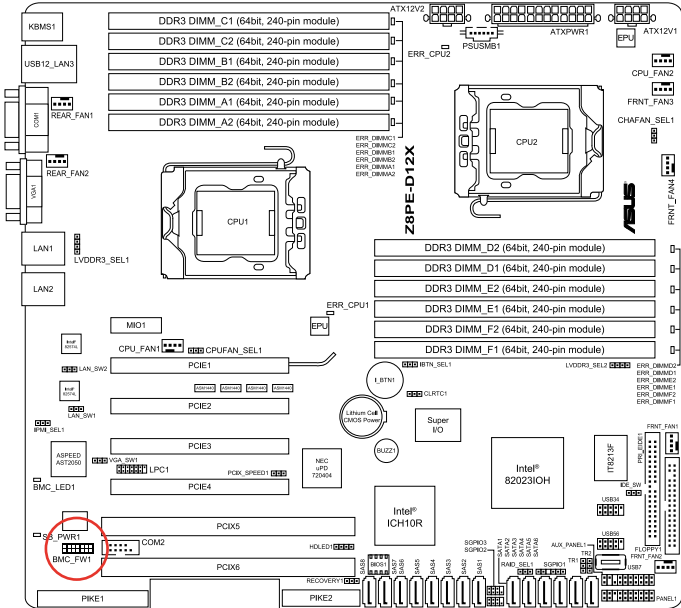 ATX12V2
ATXPWR1
ATX12V1
PSUSMB1
EPU
KBMS1
DDR3 DIMM_C1 (64bit, 240-pin module)
DDR3 DIMM_C2 (64bit, 240-pin module)
DDR3 DIMM_B1 (64bit, 240-pin module)
DDR3 DIMM_B2 (64bit, 240-pin module)
DDR3 DIMM_A1 (64bit, 240-pin module)
DDR3 DIMM_A2 (64bit, 240-pin module)
ERR_CPU2
USB12_LAN3
CPU_FAN2
FRNT_FAN3
CHAFAN_SEL1
COM1
REAR_FAN1
ERR_DIMMC1
ERR_DIMMC2
ERR_DIMMB1
ERR_DIMMB2
ERR_DIMMA1
ERR_DIMMA2
CPU2
REAR_FAN2
VGA1
Z8PE-D12X
ASUS
FRNT_FAN4
CPU1
LAN1
LVDDR3_SEL1
LAN2
DDR3 DIMM_D2 (64bit, 240-pin module)
DDR3 DIMM_D1 (64bit, 240-pin module)
DDR3 DIMM_E2 (64bit, 240-pin module)
DDR3 DIMM_E1 (64bit, 240-pin module)
DDR3 DIMM_F2 (64bit, 240-pin module)
DDR3 DIMM_F1 (64bit, 240-pin module)
ERR_CPU1
EPU
MIO1
CPU_FAN1
CPUFAN_SEL1
Intel®
82574L
LAN_SW2
PCIE1
IBTN_SEL1
LVDDR3_SEL2
ERR_DIMMD2
ERR_DIMMD1
ERR_DIMME2
ERR_DIMME1
ERR_DIMMF2
ERR_DIMMF1
I_BTN1
Intel®
82574L
ASM1440
ASM1440
ASM1440
ASM1440
CLRTC1
LAN_SW1
PCIE2
Lithium Cell
CMOS Power
Super
I/O
IPMI_SEL1
FRNT_FAN1
PCIE3
BUZZ1
ASPEED
AST2050
VGA_SW1
LPC1
PCIX_SPEED1
NEC
uPD
720404
Intel®
82023IOH
IT8213F
PRI_EIDE1
IDE_SW
BMC_LED1
PCIE4
USB34
SB_PWR1
PCIX5
Intel®
ICH10R
BMC_FW1
COM2
HDLED1
SGPIO3
SGPIO2
SATA1
SATA2
SATA3
SATA4
SATA5
SATA6
AUX_PANEL1
USB56
FLOPPY1
FRNT_FAN2
PCIX6
BIOS1
SAS8
SAS7
SAS6
SAS5
SAS4
SAS3
SAS2
SAS1
RAID_SEL1
SGPIO1
TR2
TR1
USB7
RECOVERY1
PIKE1
PIKE2
PANEL1